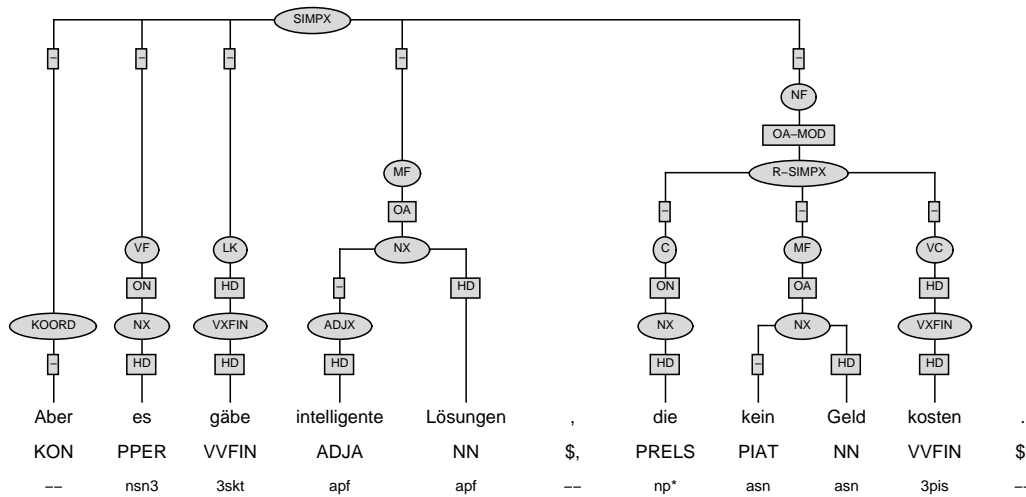 SIMPX
– – – – –
NF
OA–MOD
MF R–SIMPX
OA – – –
VF LK NX C MF VC
ON HD – HD ON OA HD
KOORD NX VXFIN ADJX NX NX VXFIN
– HD HD HD HD – HD HD
Aber es gäbe intelligente Lösungen , die kein Geld kosten .
KON PPER VVFIN ADJA NN $, PRELS PIAT NN VVFIN $
–– nsn3 3skt apf apf –– np* asn asn 3pis ––